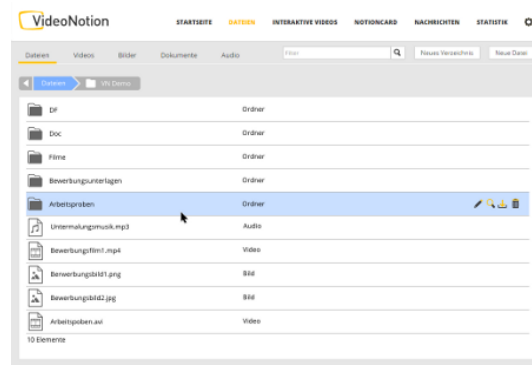 VideoNotion STARTSEITE DATEIEN INTERAKTIVE VIDEOS NOTIONCARD NACHRICHTEN STATISTIK
Dateien Videos Bilder Dokumente Audio Filter Neues Verzeichnis Neue Datei
Dateien VN Demo
DF Ordner
Doc Ordner
Filme Ordner
Bewerbungsunterlagen Ordner
Arbeitsproben Ordner
Untermalungsmusik.mp3 Audio
Bewerbungsfilm1.mp4 Video
Berwerbungsbild1.png Bild
Bewerbungsbild2.jpg Bild
Arbeitspoben.avi Video
10 Elemente